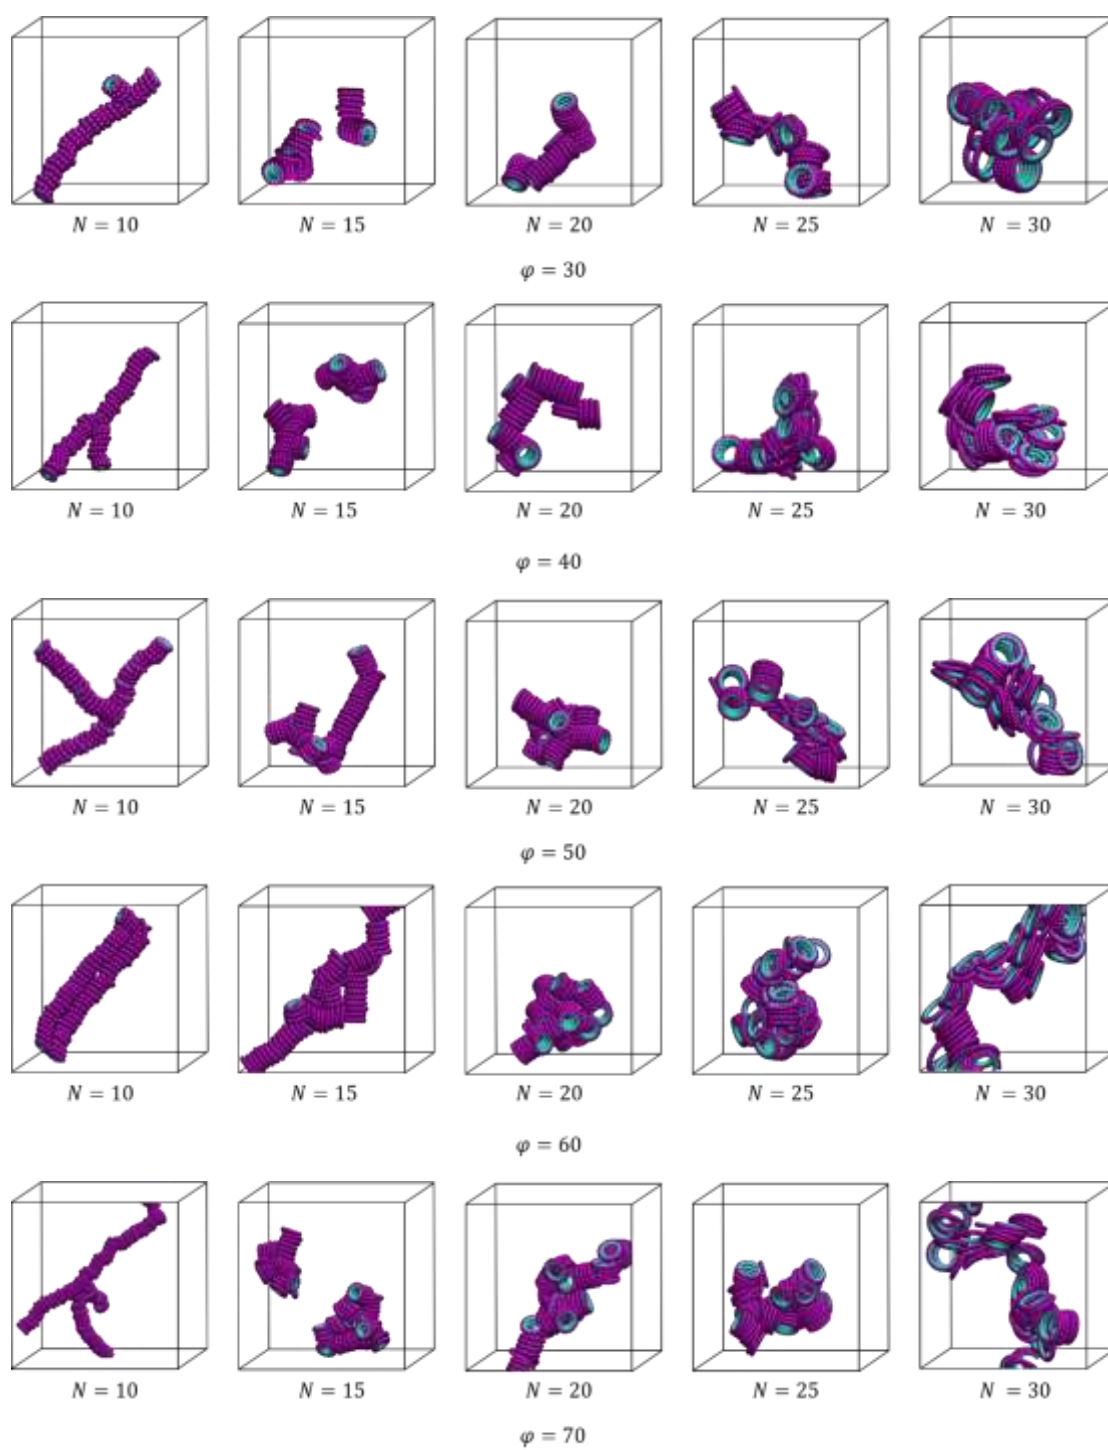 N = 10 N = 15 N = 20 N = 25 N = 30
φ = 30
N = 10 N = 15 N = 20 N = 25 N = 30
φ = 40
N = 10 N = 15 N = 20 N = 25 N = 30
φ = 50
N = 10 N = 15 N = 20 N = 25 N = 30
φ = 60
N = 10 N = 15 N = 20 N = 25 N = 30
φ = 70